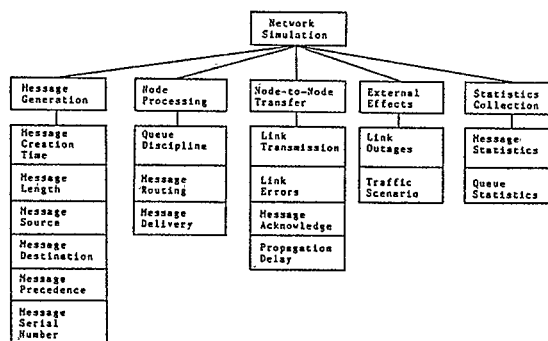 Network
Simulation
Message
Generation
Node
Processing
Node-to-Node
Transfer
External
Effects
Statistics
Collection
Message
Creation
Time
Message
Length
Message
Source
Message
Destination
Message
Precedence
Message
Serial
Number
Queue
Discipline
Message
Routing
Message
Delivery
Link
Transmission
Link
Errors
Message
Acknowledge
Propagation
Delay
Link
Outages
Traffic
Scenario
Message
Statistics
Queue
Statistics